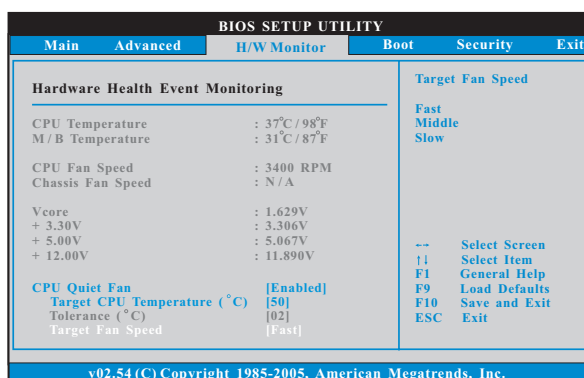 BIOS SETUP UTILITY
Main Advanced H/W Monitor Boot Security Exit
Hardware Health Event Monitoring
CPU Temperature : 37°C / 98°F
M / B Temperature : 31°C / 87°F
CPU Fan Speed : 3400 RPM
Chassis Fan Speed : N / A
Vcore : 1.629V
+ 3.30V : 3.306V
+ 5.00V : 5.067V
+ 12.00V : 11.890V
CPU Quiet Fan [Enabled]
Target CPU Temperature (°C) [50]
Tolerance (°C) [02]
Target Fan Speed [Fast]
Target Fan Speed
Fast
Middle
Slow
←→ Select Screen
↑↓ Select Item
F1 General Help
F9 Load Defaults
F10 Save and Exit
ESC Exit
v02.54 (C) Copyright 1985-2005, American Megatrends, Inc.